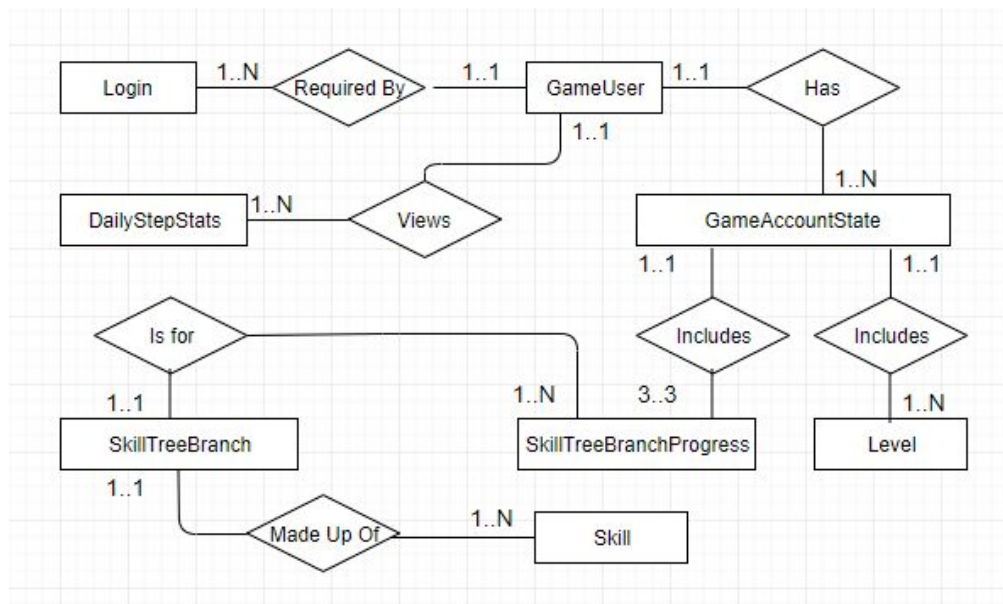 1..N
1..1
1..1
Login
Required By
GameUser
Has
1..1
1..N
1..N
DailyStepStats
Views
GameAccountState
1..1
1..1
Is for
Includes
Includes
1..1
1..N
3..3
1..N
SkillTreeBranch
SkillTreeBranchProgress
Level
1..1
1..N
Made Up Of
Skill